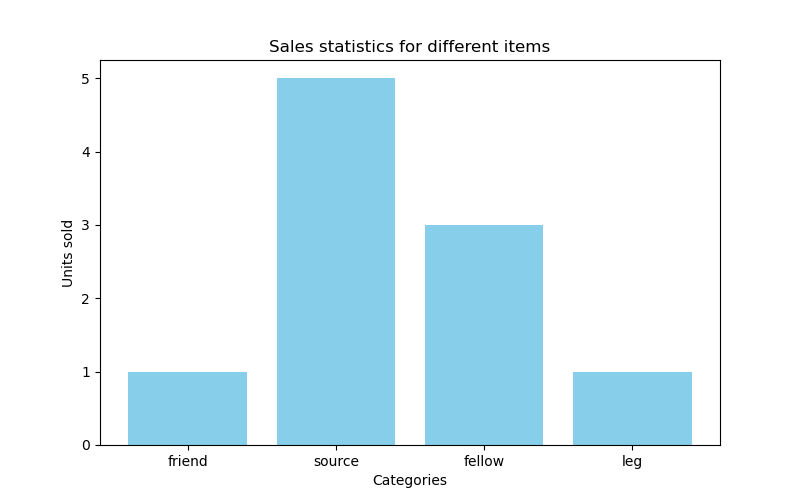 Sales statistics for different items
Units sold
5
4
3
2
1
0
friend source fellow leg
Categories